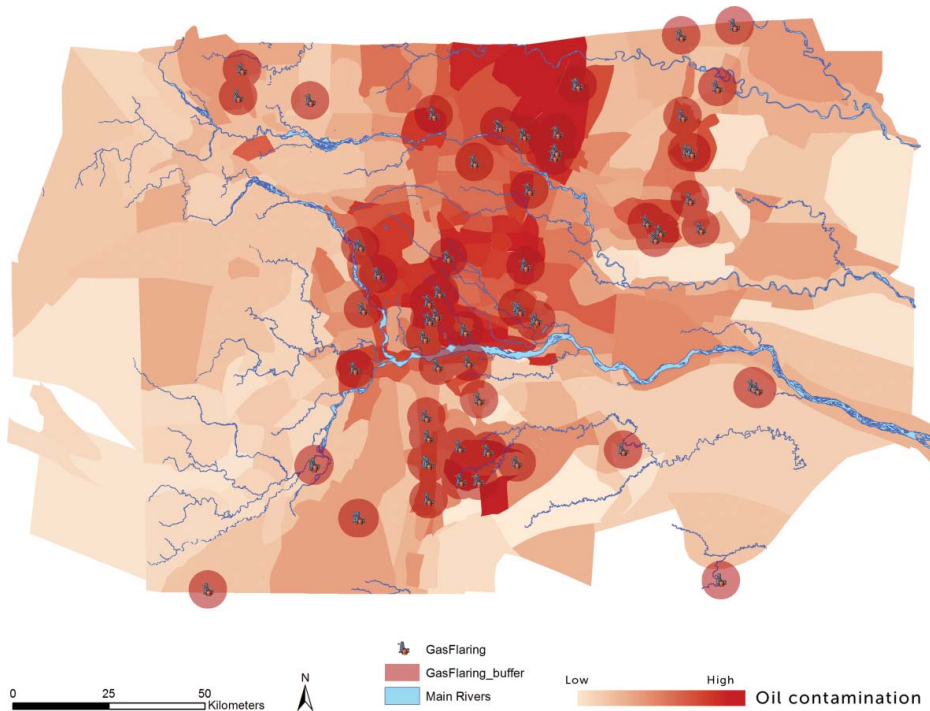 GasFlaring
GasFlaring_buffer
Main Rivers
0 25 50
Kilometers
N
Low High
Oil contamination